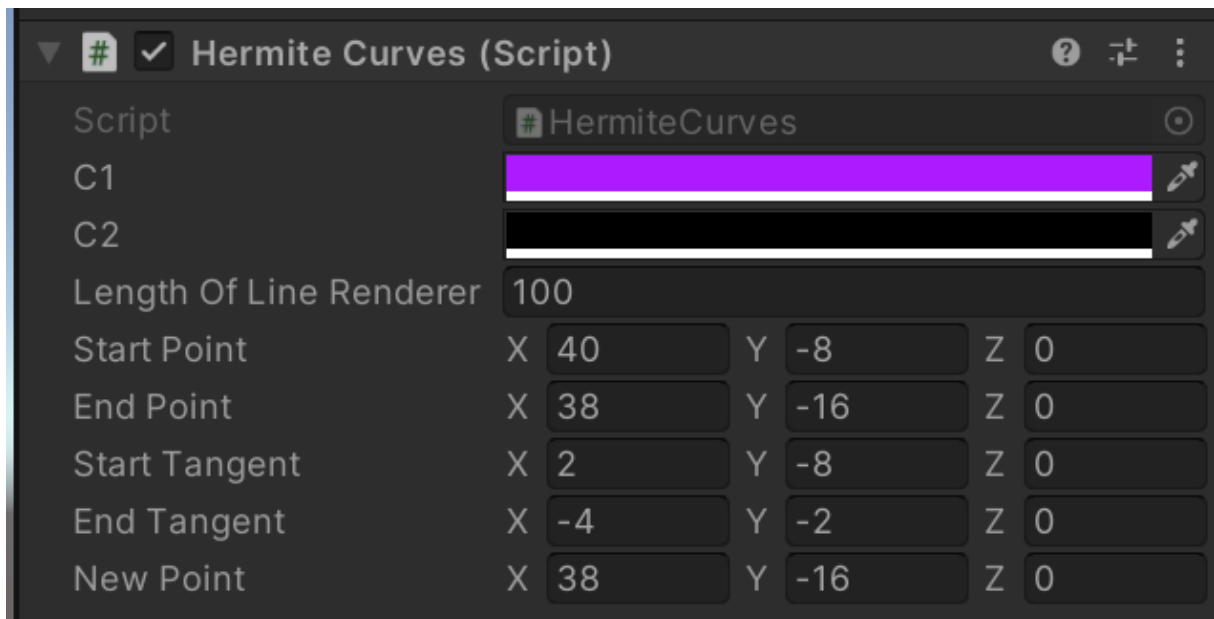 # Hermite Curves (Script)
Script # HermiteCurves
C1
C2
Length Of Line Renderer 100
Start Point X 40 Y -8 Z 0
End Point X 38 Y -16 Z 0
Start Tangent X 2 Y -8 Z 0
End Tangent X -4 Y -2 Z 0
New Point X 38 Y -16 Z 0